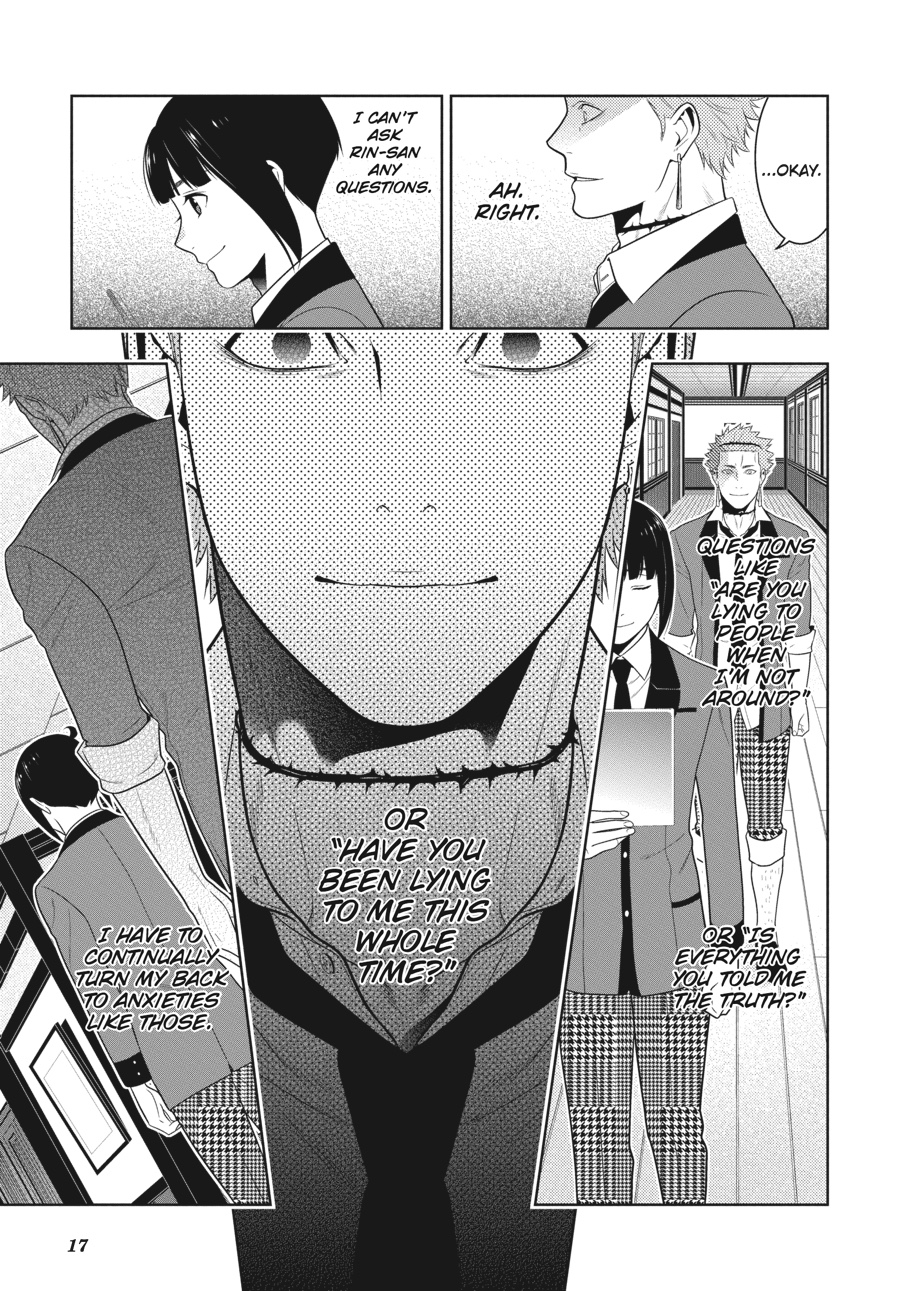 ...OKAY.
AH.
RIGHT.
I CAN'T
ASK
RIN-SAN
ANY
QUESTIONS.
QUESTIONS
LIKE
"ARE YOU
LYING TO
PEOPLE
WHEN
I'M NOT
AROUND?"
OR "IS
EVERYTHING
YOU TOLD ME
THE TRUTH?"
OR
"HAVE YOU
BEEN LYING
TO ME THIS
WHOLE
TIME?"
I HAVE TO
CONTINUALLY
TURN MY BACK
TO ANXIETIES
LIKE THOSE.
17